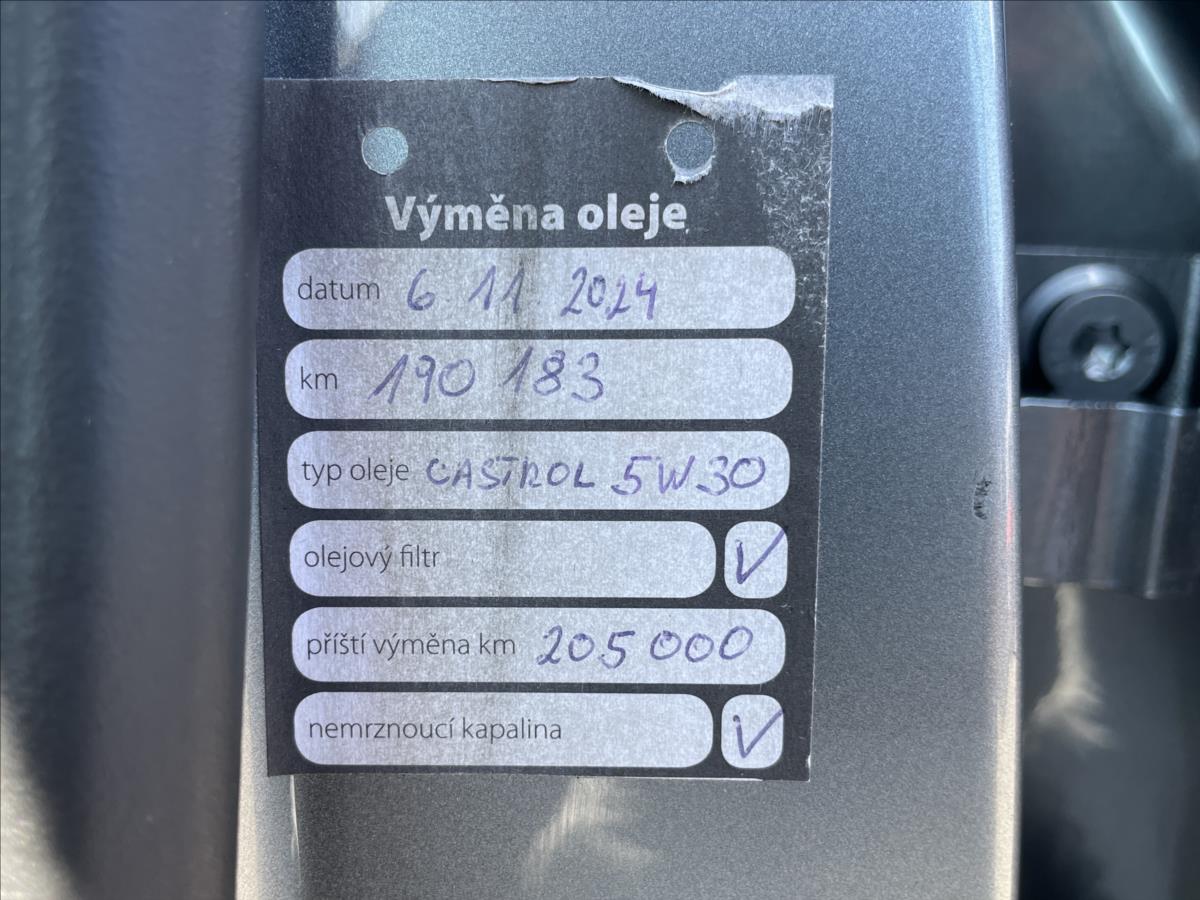 Výměna oleje
datum 6 11 2024
km 190 183
typ oleje CASTROL 5W30
olejový filtr V
příští výměna km 205 000
nemrznoucí kapalina V